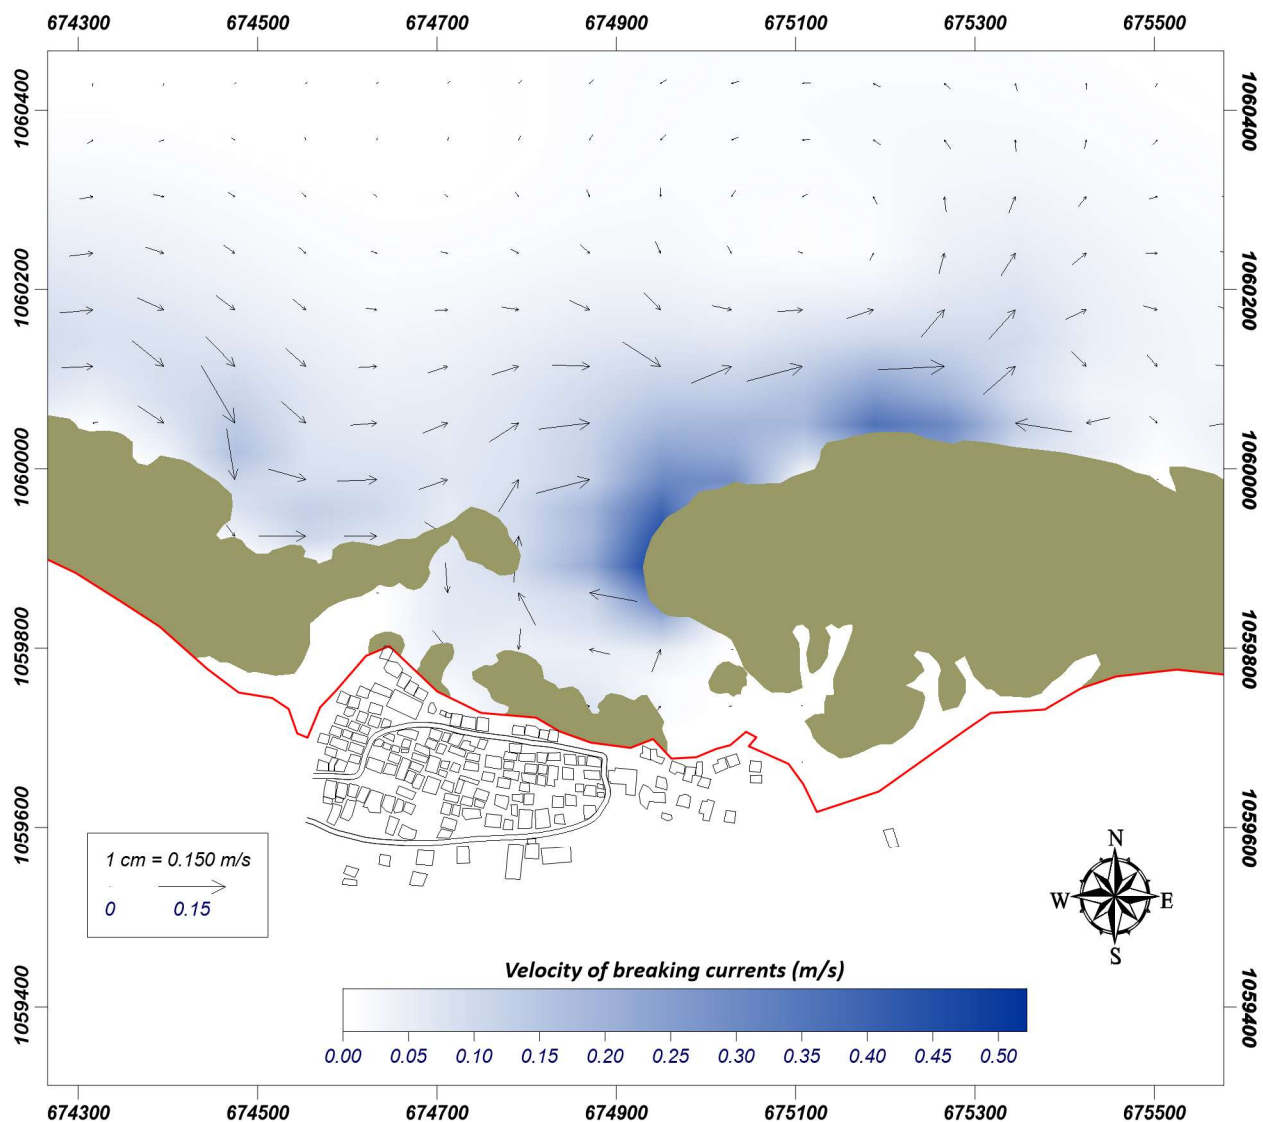 674300 674500 674700 674900 675100 675300 675500
1060400 1060400
1060200 1060200
1060000 1060000
1059800 1059800
1059600 1059600
1 cm = 0.150 m/s
0 0.15
N
W E
S
Velocity of breaking currents (m/s)
1059400 1059400
0.00 0.05 0.10 0.15 0.20 0.25 0.30 0.35 0.40 0.45 0.50
674300 674500 674700 674900 675100 675300 675500